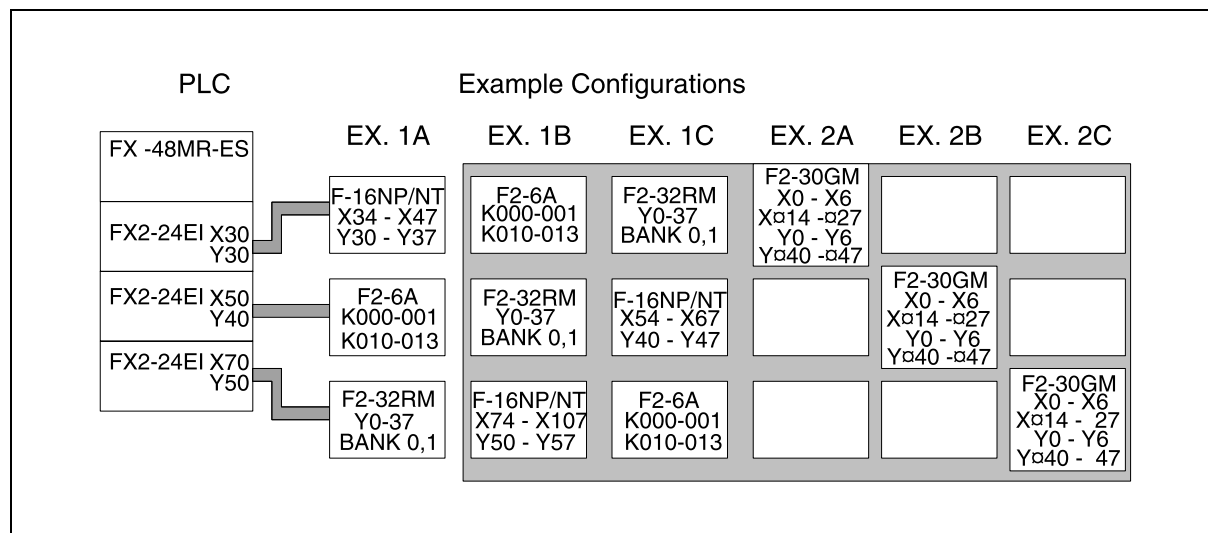 PLC
Example Configurations
EX. 1A
EX. 1B
EX. 1C
EX. 2A
EX. 2B
EX. 2C
FX -48MR-ES
FX2-24EI X30
Y30
FX2-24EI X50
Y40
FX2-24EI X70
Y50
F-16NP/NT
X34 - X47
Y30 - Y37
F2-6A
K000-001
K010-013
F2-32RM
Y0-37
BANK 0,1
F2-6A
K000-001
K010-013
F2-32RM
Y0-37
BANK 0,1
F-16NP/NT
X74 - X107
Y50 - Y57
F2-32RM
Y0-37
BANK 0,1
F-16NP/NT
X54 - X67
Y40 - Y47
F2-6A
K000-001
K010-013
F2-30GM
X0 - X6
X¤14 -¤27
Y0 - Y6
Y¤40 -¤47
F2-30GM
X0 - X6
X¤14 -¤27
Y0 - Y6
Y¤40 -¤47
F2-30GM
X0 - X6
X¤14 - 27
Y0 - Y6
Y¤40 - 47